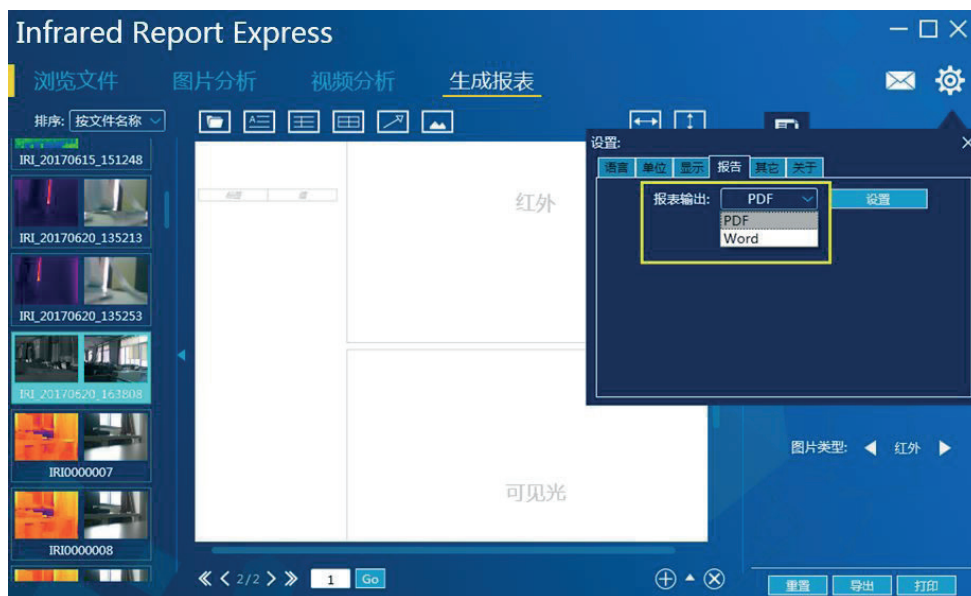 Infrared Report Express
浏览文件 图片分析 视频分析 生成报表
排序: 按文件名称
IRI_20170615_151248
IRI_20170620_135213
IRI_20170620_135253
IRI_20170620_163808
IRI0000007
IRI0000008
标题 值
红外
可见光
设置:
语言 单位 显示 报告 其它 关于
报表输出: PDF 设置
PDF
Word
图片类型: 红外
2/2 1 Go
重置 导出 打印